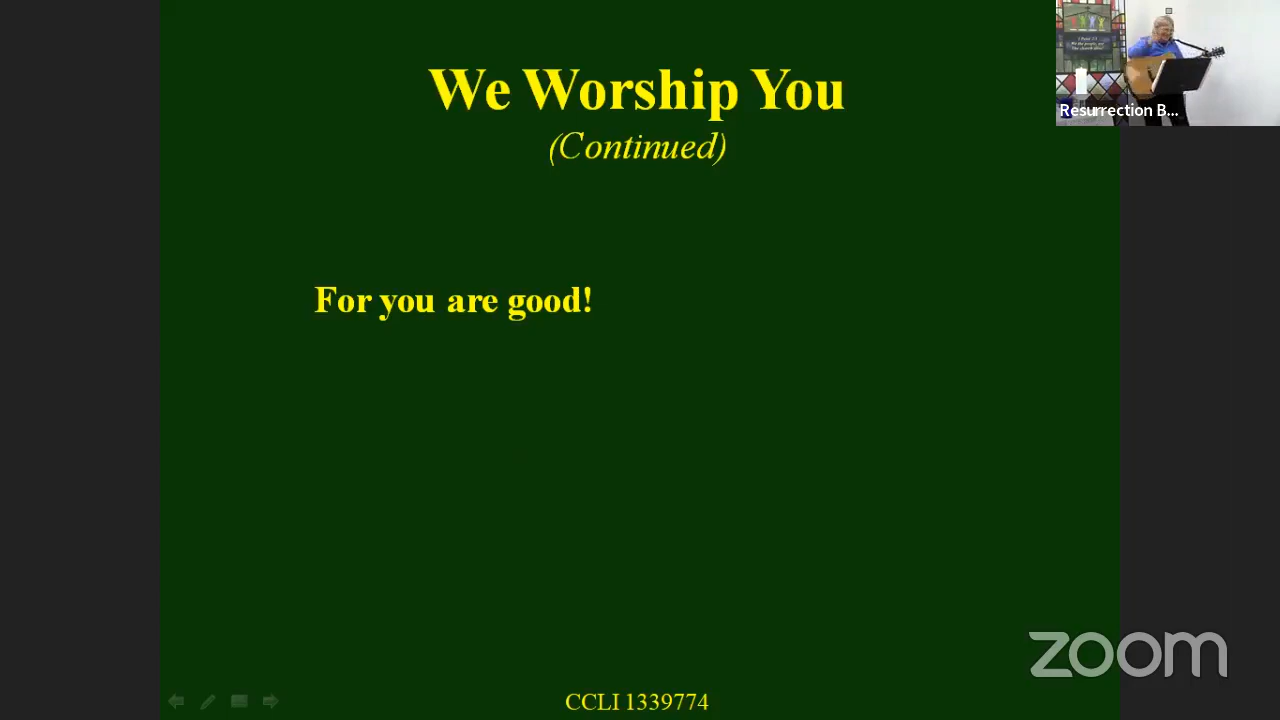 We Worship You
(Continued)
For you are good!
CCLI 1339774
Resurrection B...
zoom